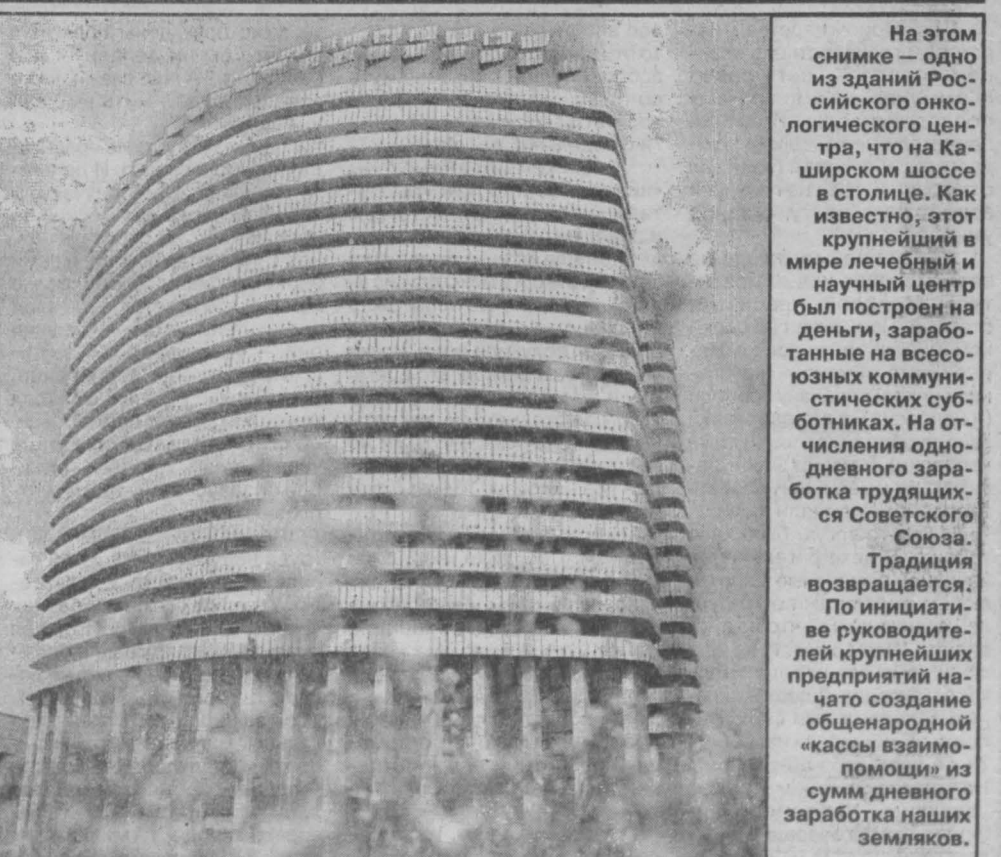 На этом
снимке — одно
из зданий Рос-
сийского онко-
логического цен-
тра, что на Ка-
ширском шоссе
в столице. Как
известно, этот
крупнейший в
мире лечебный и
научный центр
был построен на
деньги, зарабо-
танные на всесо-
юзных коммуни-
стических суб-
ботниках. На от-
числения одно-
дневного зара-
ботка трудящих-
ся Советского
Союза.
Традиция
возвращается.
По инициати-
ве руководите-
лей крупнейших
предприятий на-
чато создание
общенародной
«кассы взаимо-
помощи» из
сумм дневного
заработка наших
земляков.